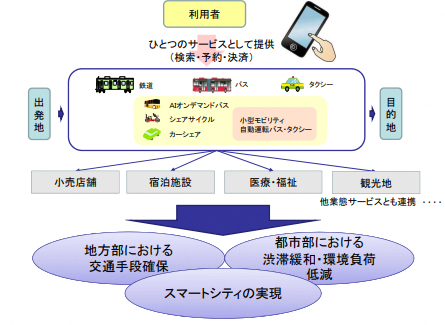 利用者
ひとつのサービスとして提供
(検索・予約・決済)
出発地
鉄道
バス
タクシー
AIオンデマンドバス
シェアサイクル
カーシェア
小型モビリティ
自動運転バス・タクシー
目的地
小売店舗
宿泊施設
医療・福祉
観光地
他業態サービスとも連携 ････
地方部における
交通手段確保
都市部における
渋滞緩和・環境負荷
低減
スマートシティの実現